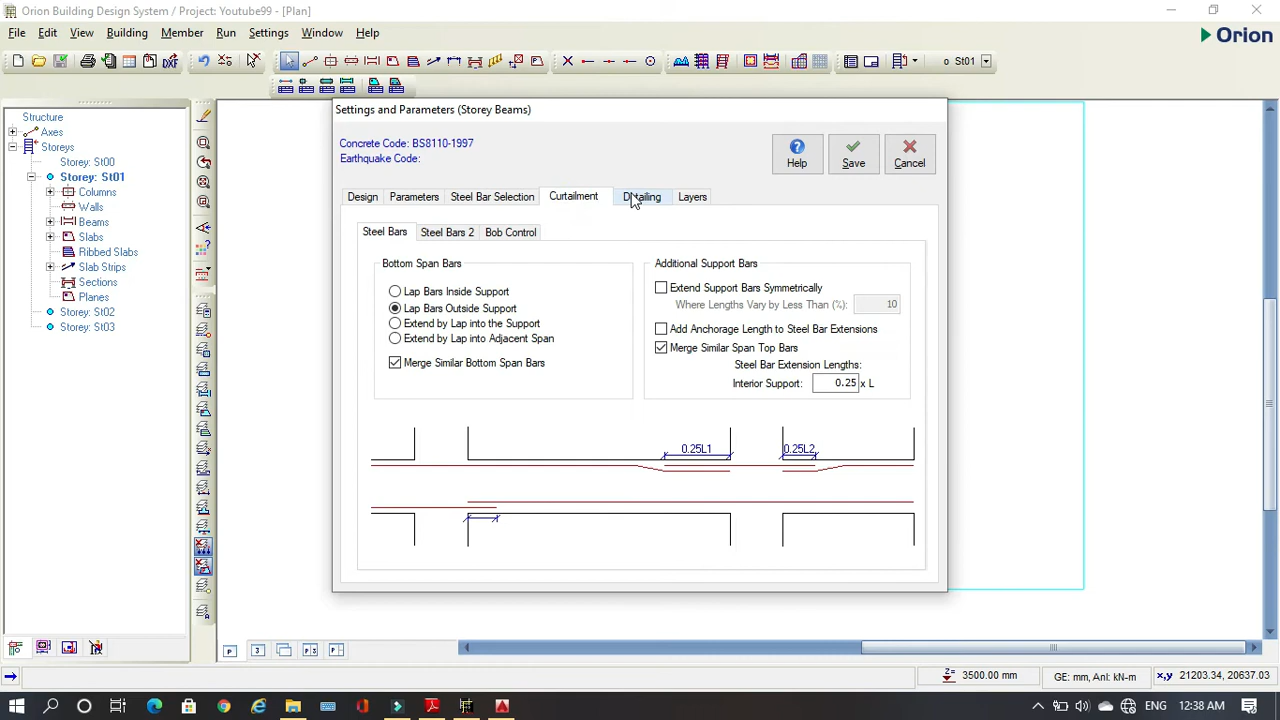 Orion Building Design System / Project: Youtube99 - [Plan]
File Edit View Building Member Run Settings Window Help
Orion
DXF
o St01
Structure
Axes
Storeys
Storey: St00
Storey: St01
Columns
Walls
Beams
Slabs
Ribbed Slabs
Slab Strips
Sections
Planes
Storey: St02
Storey: St03
Settings and Parameters (Storey Beams)
Concrete Code: BS8110-1997
Earthquake Code:
Help Save Cancel
Design Parameters Steel Bar Selection Curtailment Detailing Layers
Steel Bars Steel Bars 2 Bob Control
Bottom Span Bars
Lap Bars Inside Support
Lap Bars Outside Support
Extend by Lap into the Support
Extend by Lap into Adjacent Span
Merge Similar Bottom Span Bars
Additional Support Bars
Extend Support Bars Symmetrically
Where Lengths Vary by Less Than (%): 10
Add Anchorage Length to Steel Bar Extensions
Merge Similar Span Top Bars
Steel Bar Extension Lengths:
Interior Support: 0.25 x L
0.25L1 0.25L2
Z= 3500.00 mm
GE: mm, Anl: kN-m
x,y 21203.34, 20637.03
ENG 12:38 AM